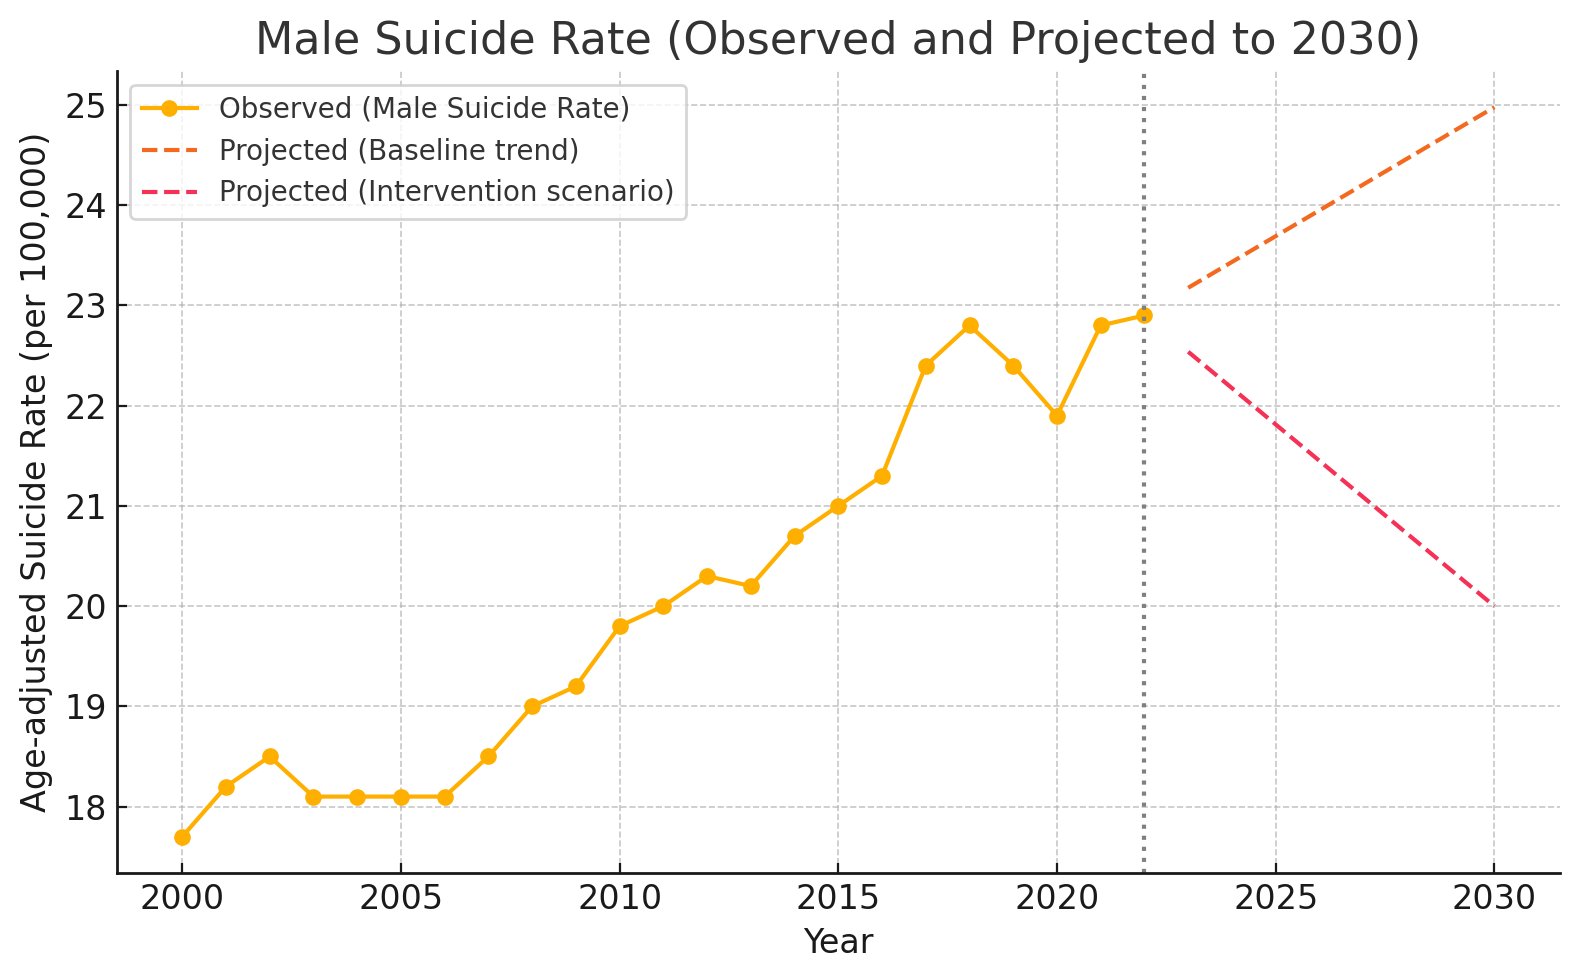 Male Suicide Rate (Observed and Projected to 2030)
Observed (Male Suicide Rate)
Projected (Baseline trend)
Projected (Intervention scenario)
Age-adjusted Suicide Rate (per 100,000)
25
24
23
22
21
20
19
18
2000 2005 2010 2015 2020 2025 2030
Year